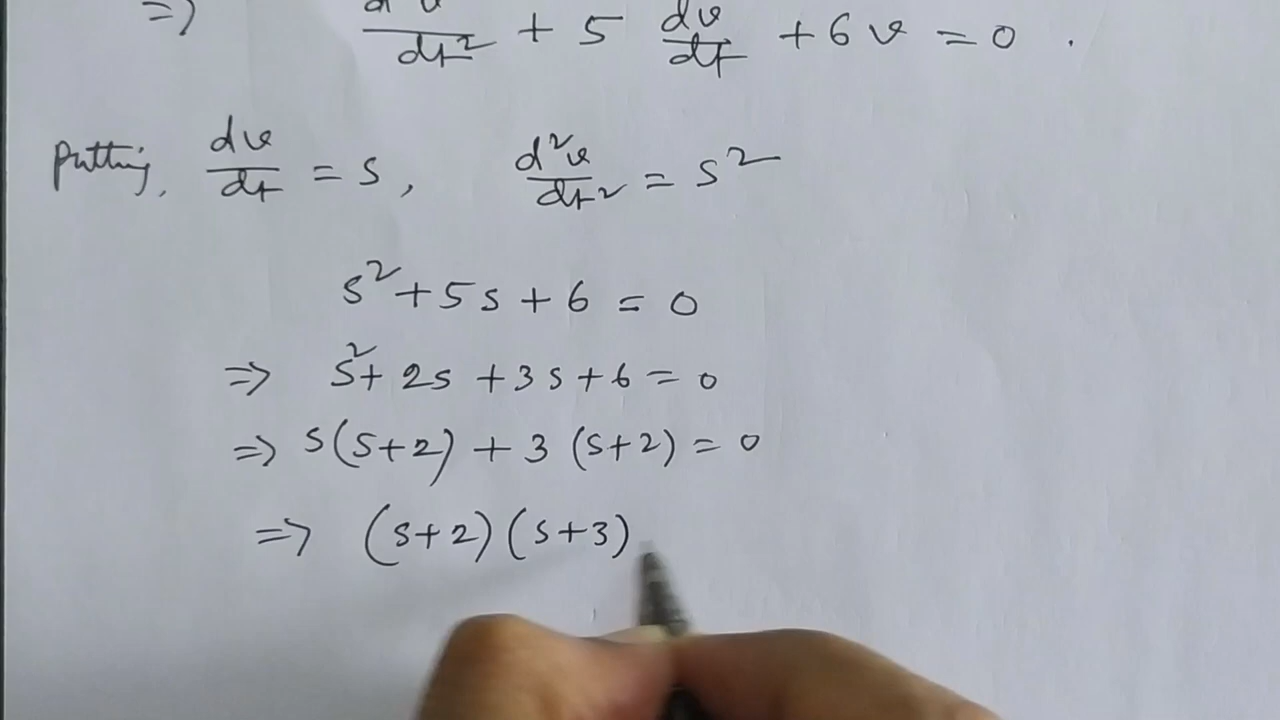 => d²v/dt² + 5 dv/dt + 6v = 0 .
Putting, dv/dt = s, d²v/dt² = s²
s² + 5s + 6 = 0
=> s² + 2s + 3s + 6 = 0
=> s(s+2) + 3(s+2) = 0
=> (s+2)(s+3)